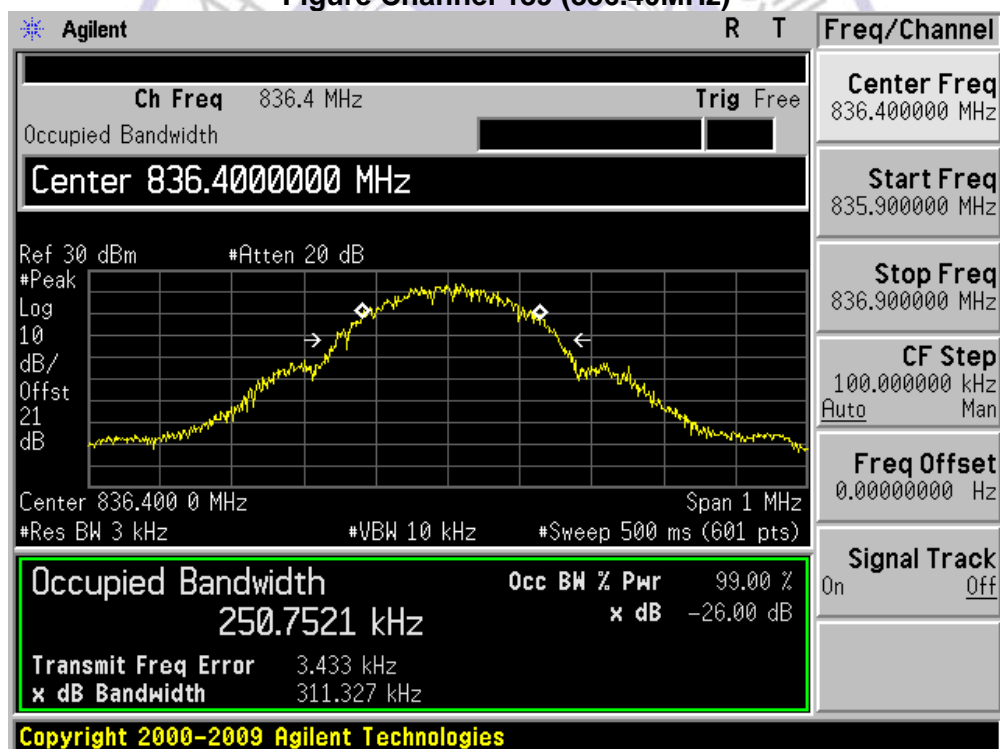 Figure Channel 189 (836.40MHz)
Agilent R T Freq/Channel
Ch Freq 836.4 MHz Trig Free
Occupied Bandwidth
Center 836.4000000 MHz
Ref 30 dBm #Atten 20 dB
#Peak
Log
10
dB/
Offst
21
dB
Center 836.400 0 MHz Span 1 MHz
#Res BW 3 kHz #VBW 10 kHz #Sweep 500 ms (601 pts)
Occupied Bandwidth Occ BW % Pwr 99.00 %
250.7521 kHz x dB -26.00 dB
Transmit Freq Error 3.433 kHz
x dB Bandwidth 311.327 kHz
Copyright 2000-2009 Agilent Technologies
Center Freq
836.400000 MHz
Start Freq
835.900000 MHz
Stop Freq
836.900000 MHz
CF Step
100.000000 kHz
Auto Man
Freq Offset
0.00000000 Hz
Signal Track
On Off